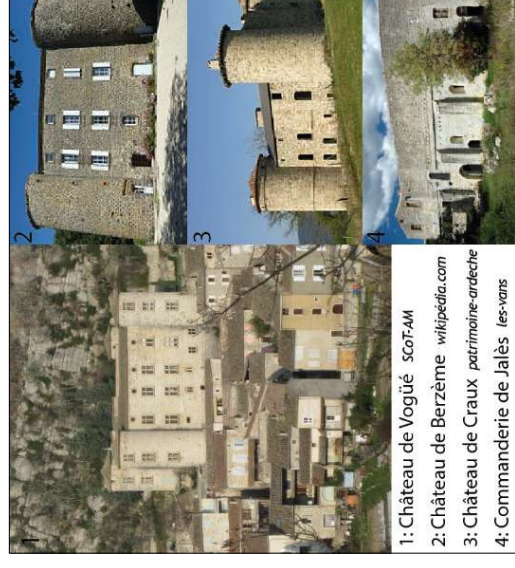 1
2
3
4
1: Château de Vogüé SCoT-AM
2: Château de Berzème wikipédia.com
3: Château de Craux patrimoine-ardeche
4: Commanderie de Jalès les-vans